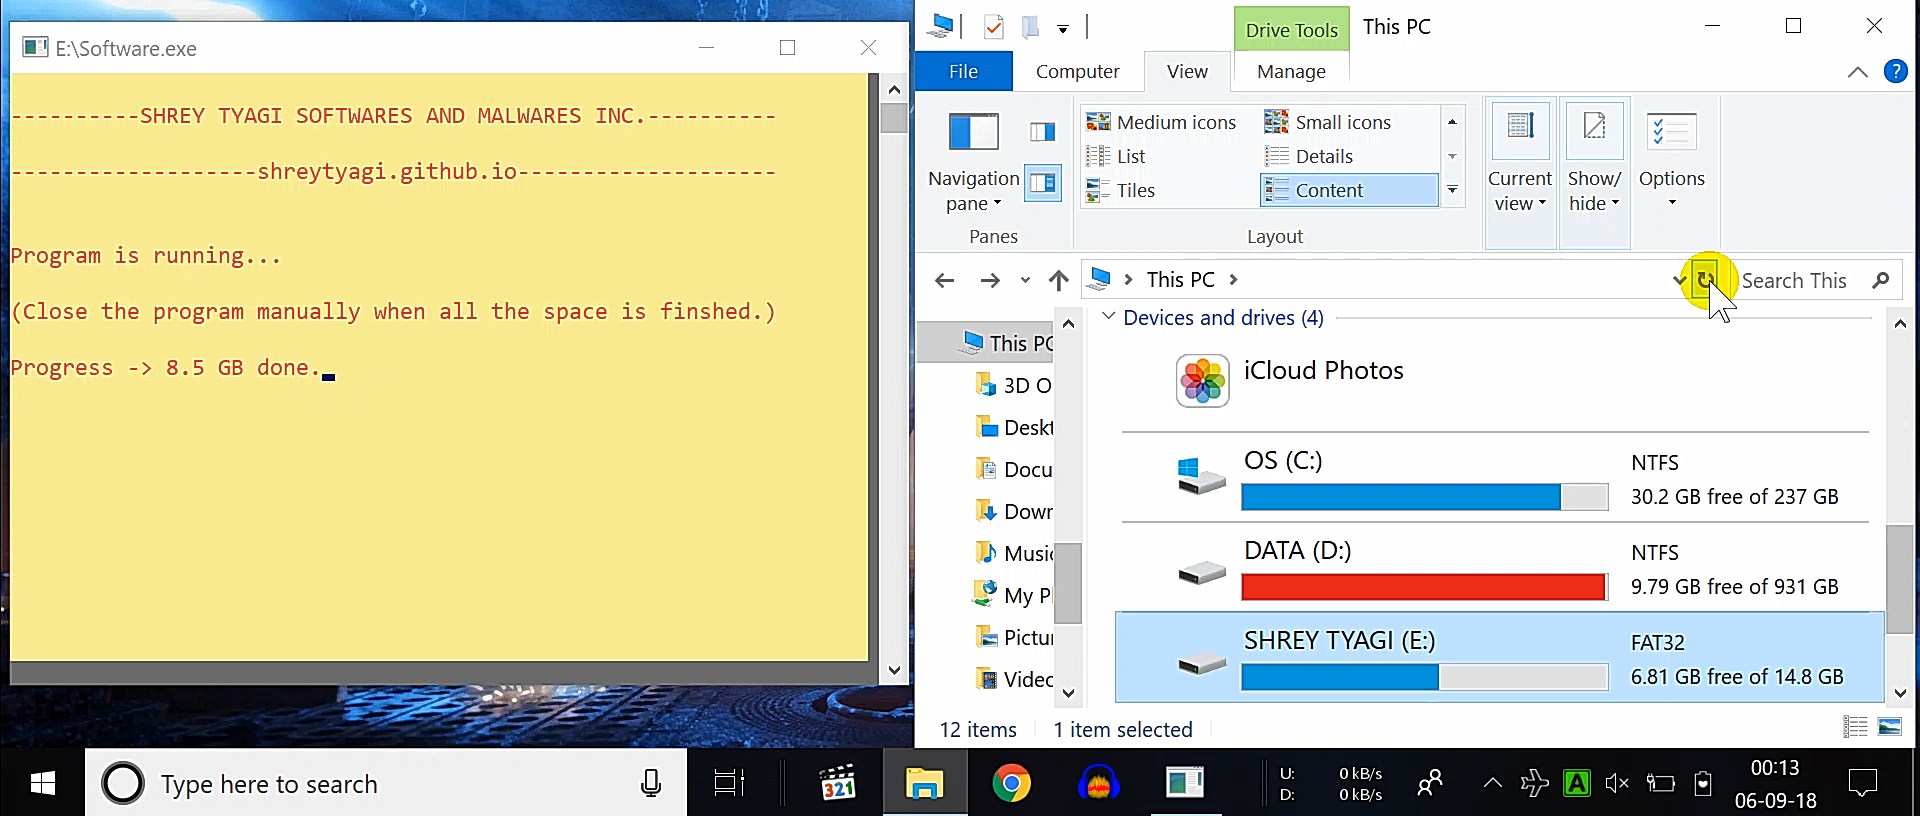 E:\Software.exe
----------SHREY TYAGI SOFTWARES AND MALWARES INC.----------
-------------------shreytyagi.github.io--------------------
Program is running...
(Close the program manually when all the space is finshed.)
Progress -> 8.5 GB done.
Drive Tools
This PC
File
Computer
View
Manage
?
Navigation pane
Medium icons
Small icons
List
Details
Tiles
Content
Current view
Show/ hide
Options
Panes
Layout
This PC
Search This
This PC
3D O
Deskt
Docu
Down
Music
My Pl
Pictur
Videc
Devices and drives (4)
iCloud Photos
OS (C:)
NTFS
30.2 GB free of 237 GB
DATA (D:)
NTFS
9.79 GB free of 931 GB
SHREY TYAGI (E:)
FAT32
6.81 GB free of 14.8 GB
12 items
1 item selected
Type here to search
321
U: 0 kB/s
D: 0 kB/s
A
00:13
06-09-18